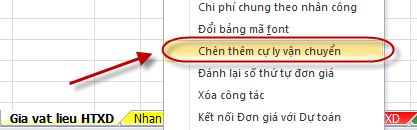 Chi phí chung theo nhân công
Đổi bảng mã font
Chèn thêm cự ly vận chuyển
Đánh lại số thứ tự đơn giá
Xóa công tác
Kết nối Đơn giá với Dự toán
Gia vat lieu HTXD
Nhan
XD